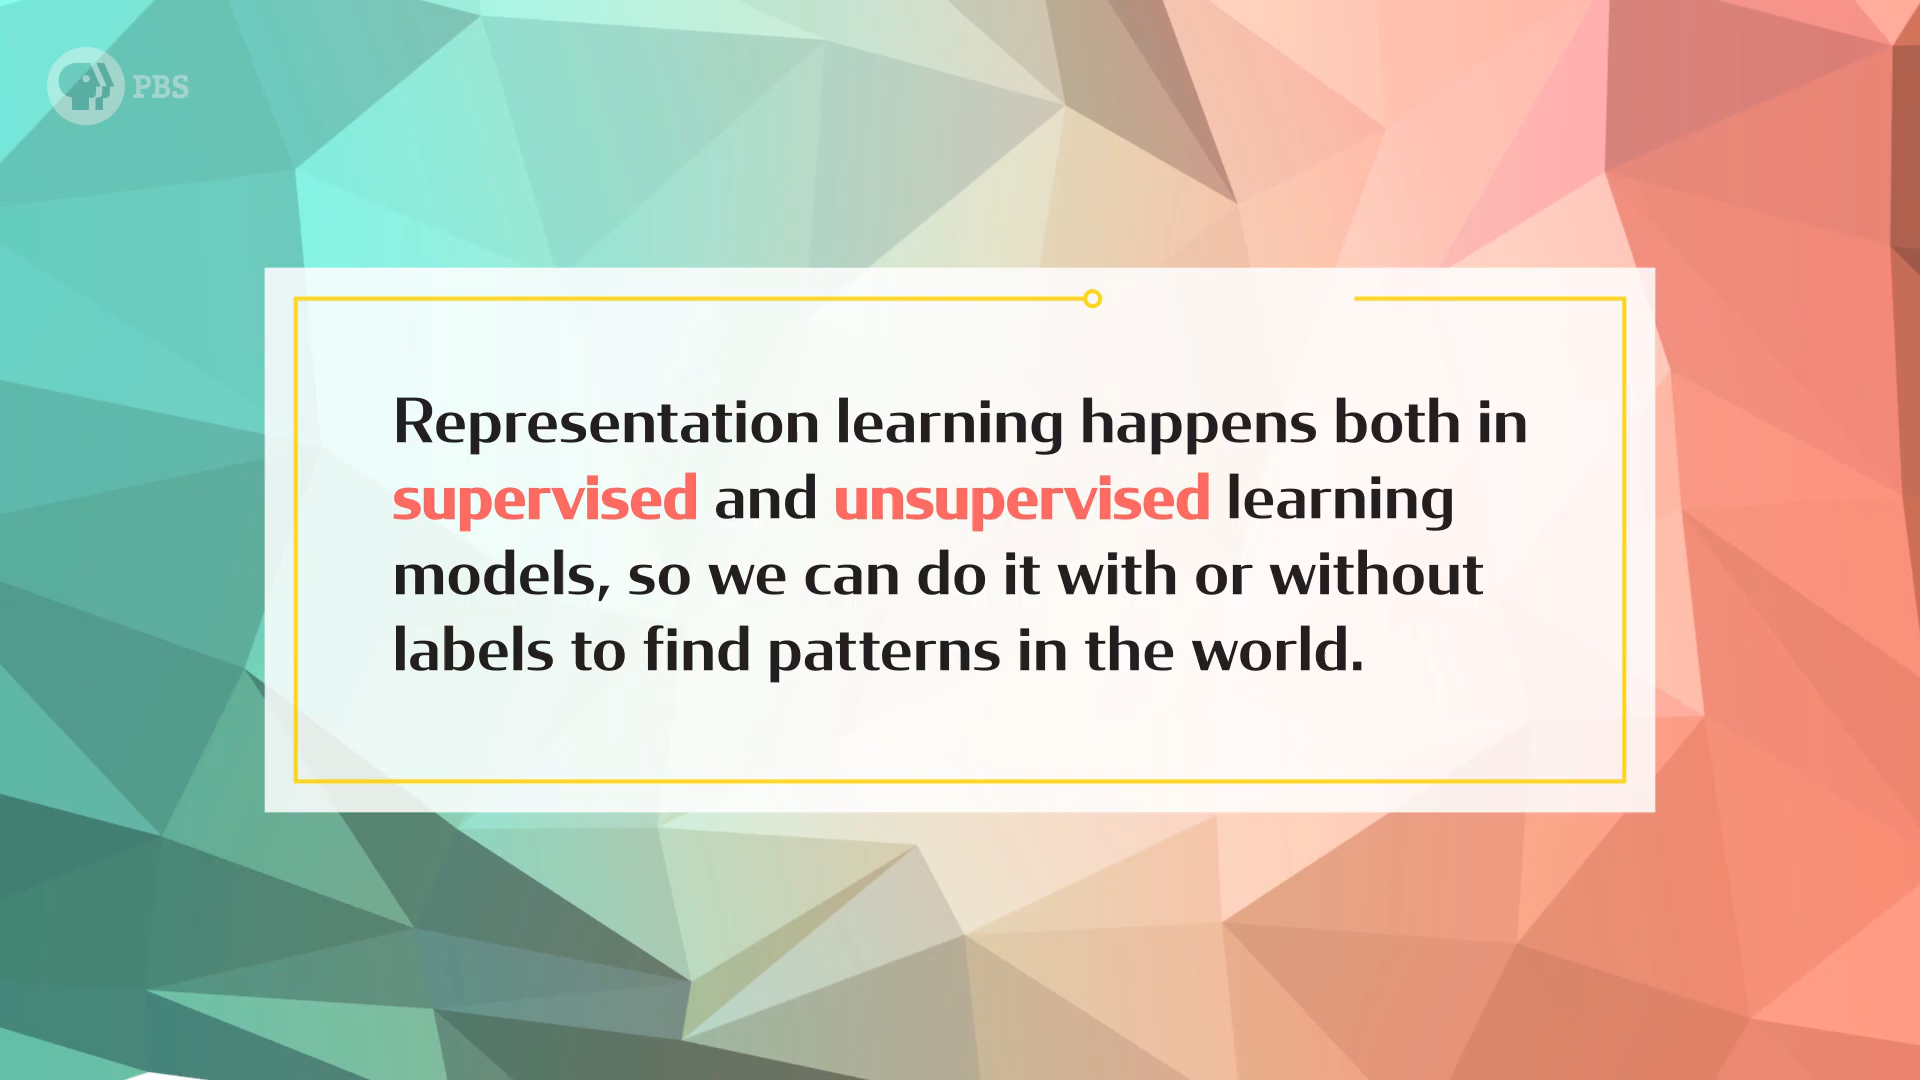 PBS
Representation learning happens both in
supervised and unsupervised learning
models, so we can do it with or without
labels to find patterns in the world.